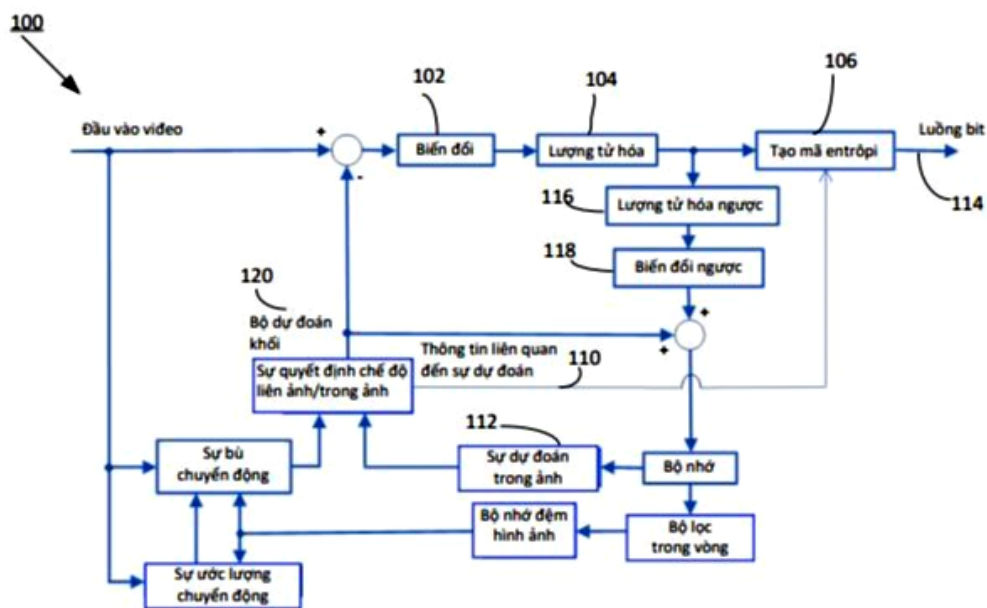 100
102
104
106
Đầu vào video
+
Luồng bit
Biến đổi
Lượng tử hóa
Tạo mã entrôpi
-
114
116
Lượng tử hóa ngược
118
Biến đổi ngược
120
+
Bộ dự đoán
khối
+
Thông tin liên quan
đến sự dự đoán
110
Sự quyết định chế độ
liên ảnh/trong ảnh
112
Sự bù
chuyển động
Sự dự đoán
trong ảnh
Bộ nhớ
Bộ nhớ đệm
hình ảnh
Bộ lọc
trong vòng
Sự ước lượng
chuyển động